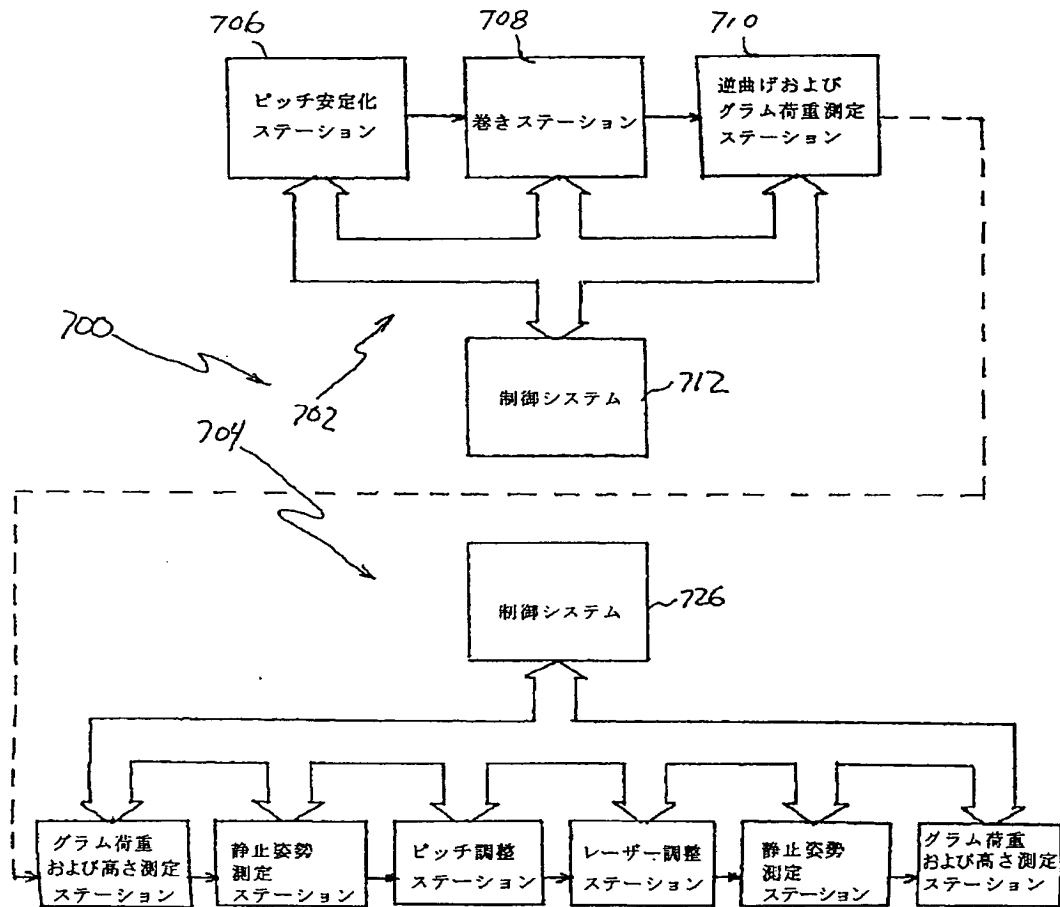 706
708
710
ピッチ安定化
ステーション
巻きステーション
逆曲げおよび
グラム荷重測定
ステーション
700
702
712
制御システム
704
制御システム
726
グラム荷重
および高さ測定
ステーション
静止姿勢
測定
ステーション
ピッチ調整
ステーション
レーザー調整
ステーション
静止姿勢
測定
ステーション
グラム荷重
および高さ測定
ステーション